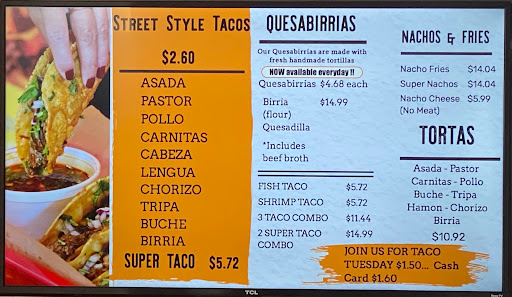 STREET STYLE TACOS
$2.60
ASADA
PASTOR
POLLO
CARNITAS
CABEZA
LENGUA
CHORIZO
TRIPA
BUCHE
BIRRIA
SUPER TACO $5.72
QUESABIRRIAS
Our Quesabirrias are made with
fresh handmade tortillas
NOW available everyday !!
Quesabirrias $4.68 each
Birria $14.99
(flour)
Quesadilla
*Includes
beef broth
FISH TACO $5.72
SHRIMP TACO $5.72
3 TACO COMBO $11.44
2 SUPER TACO $14.99
COMBO
NACHOS & FRIES
Nacho Fries $14.04
Super Nachos $14.04
Nacho Cheese $5.99
(No Meat)
TORTAS
Asada - Pastor
Carnitas - Pollo
Buche - Tripa
Hamon - Chorizo
Birria
$10.92
JOIN US FOR TACO
TUESDAY $1.50... Cash
Card $1.60
TCL
Roku TV